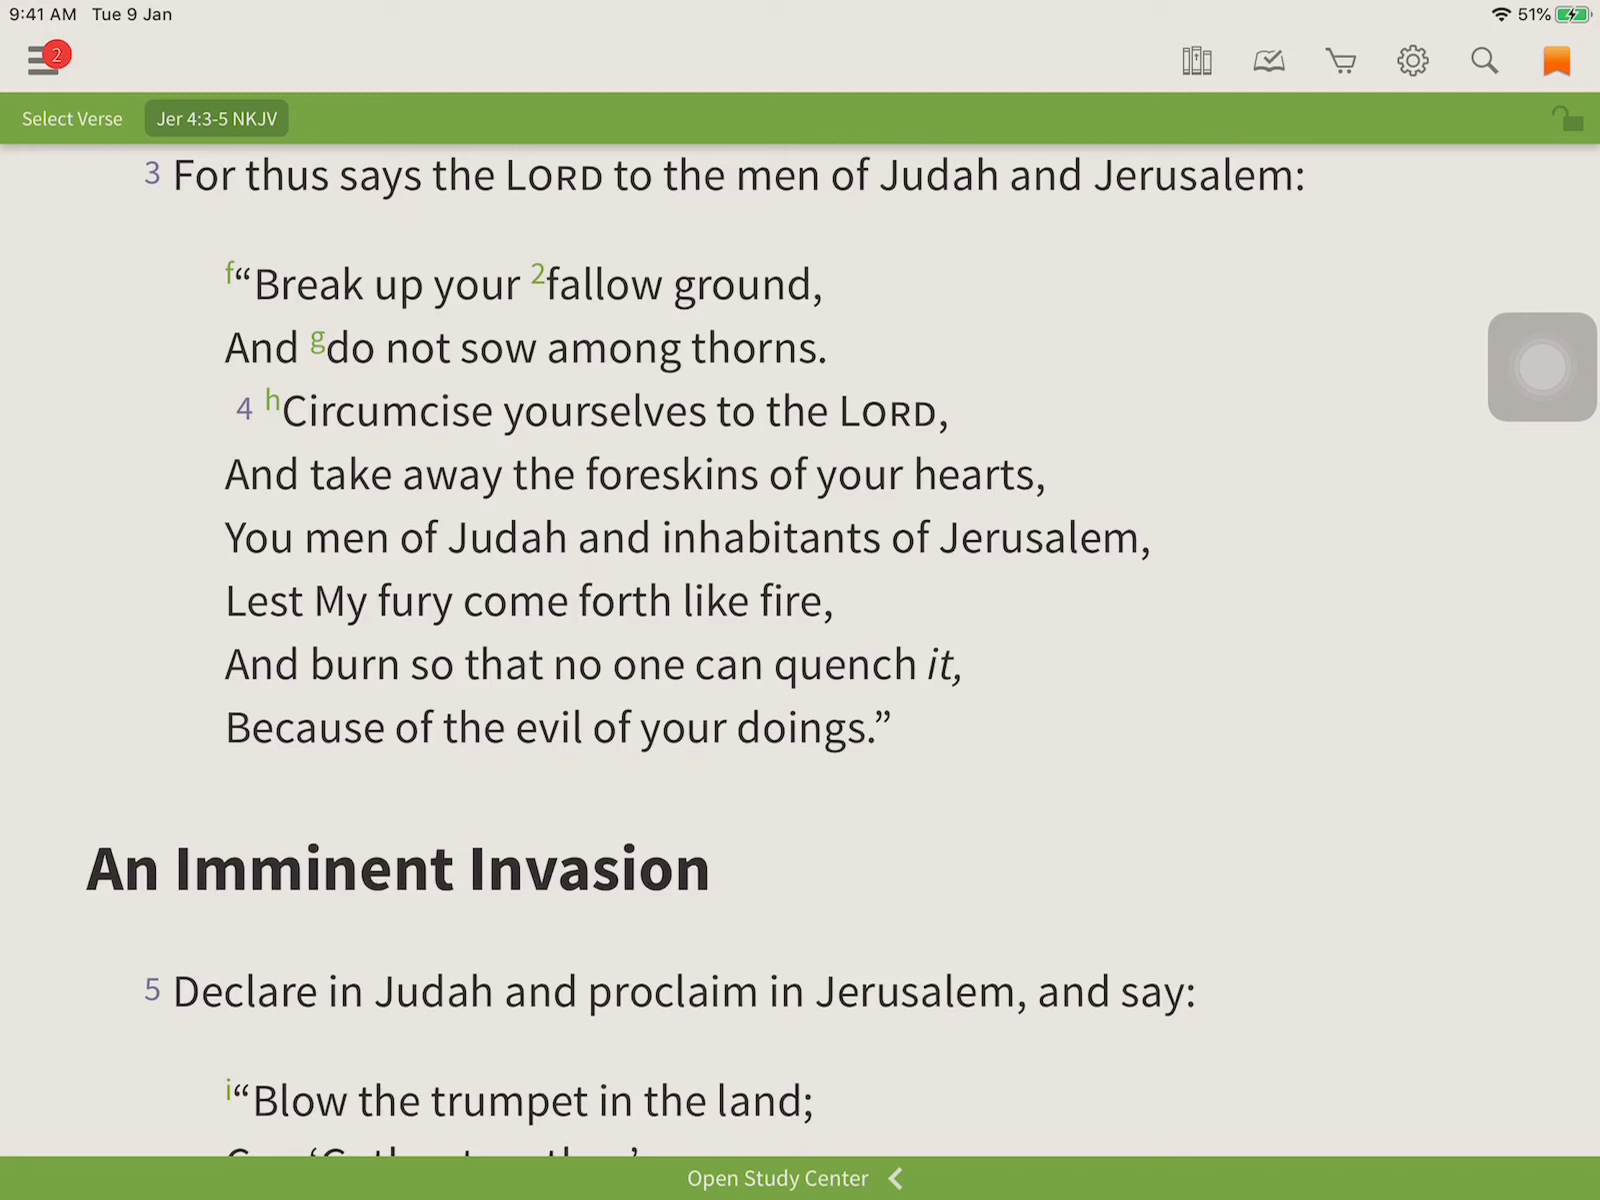 9:41 AM Tue 9 Jan 51%
2
Select Verse Jer 4:3-5 NKJV
3 For thus says the LORD to the men of Judah and Jerusalem:
f“Break up your 2fallow ground,
And gdo not sow among thorns.
4 hCircumcise yourselves to the LORD,
And take away the foreskins of your hearts,
You men of Judah and inhabitants of Jerusalem,
Lest My fury come forth like fire,
And burn so that no one can quench it,
Because of the evil of your doings.”
An Imminent Invasion
5 Declare in Judah and proclaim in Jerusalem, and say:
i“Blow the trumpet in the land;
Open Study Center